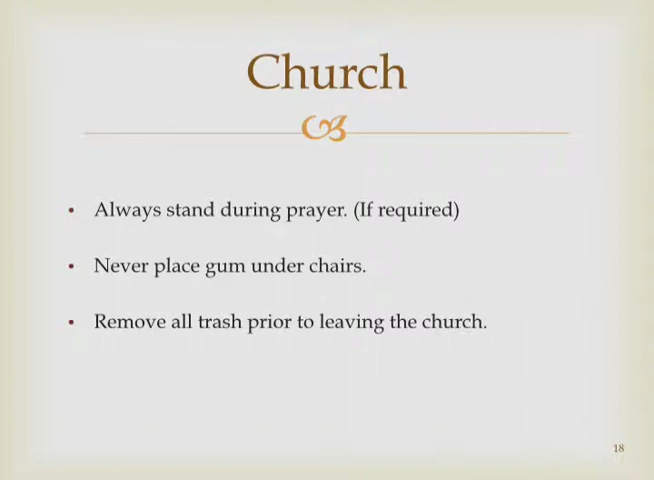 Church
• Always stand during prayer. (If required)
• Never place gum under chairs.
• Remove all trash prior to leaving the church.
18